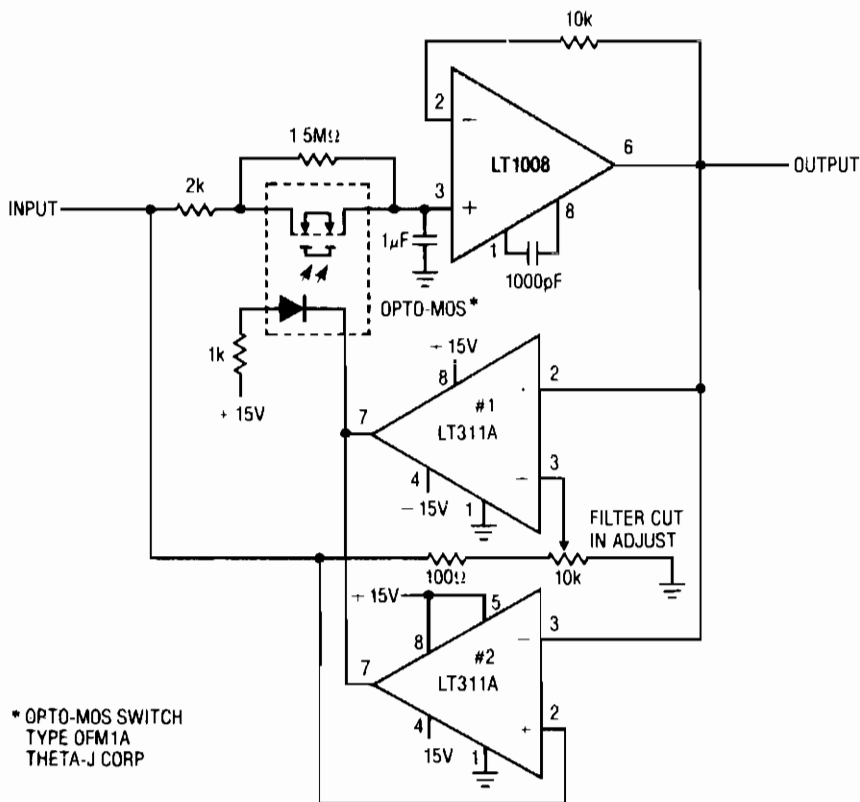 10k
2
−
LT1008
6
OUTPUT
1 5MΩ
2k
INPUT
3
+
8
1
1000pF
1µF
OPTO-MOS*
1k
+ 15V
− 15V
8
2
#1
7
LT311A
3
−
4
− 15V
1
FILTER CUT
IN ADJUST
100Ω
10k
+ 15V
5
8
3
−
#2
7
LT311A
2
+
4
15V
1
* OPTO-MOS SWITCH
TYPE OFM1A
THETA-J CORP